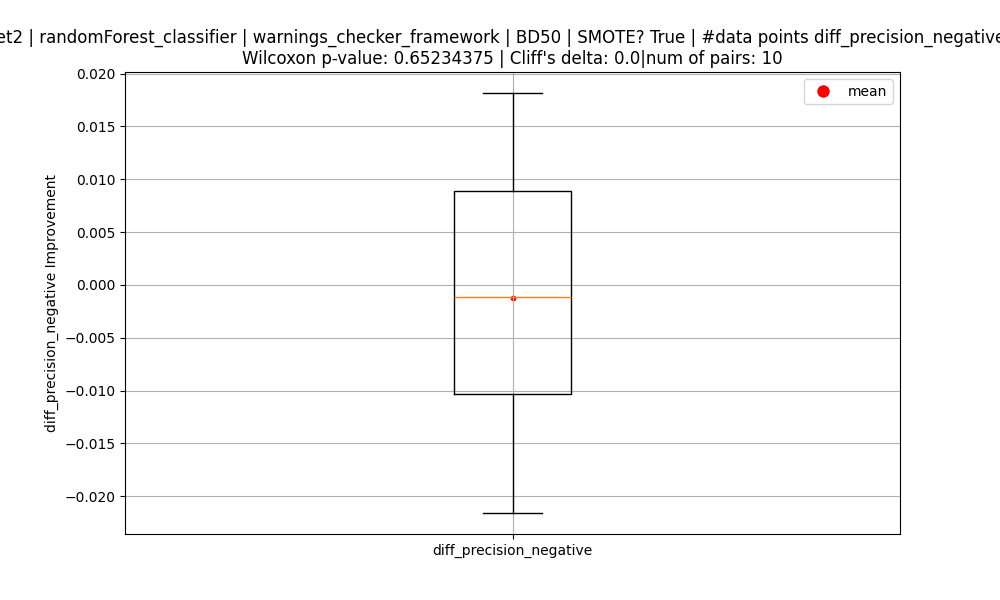 et2 | randomForest_classifier | warnings_checker_framework | BD50 | SMOTE? True | #data points diff_precision_negative
Wilcoxon p-value: 0.65234375 | Cliff's delta: 0.0|num of pairs: 10
mean
0.020
0.015
0.010
0.005
0.000
−0.005
−0.010
−0.015
−0.020
diff_precision_negative Improvement
diff_precision_negative